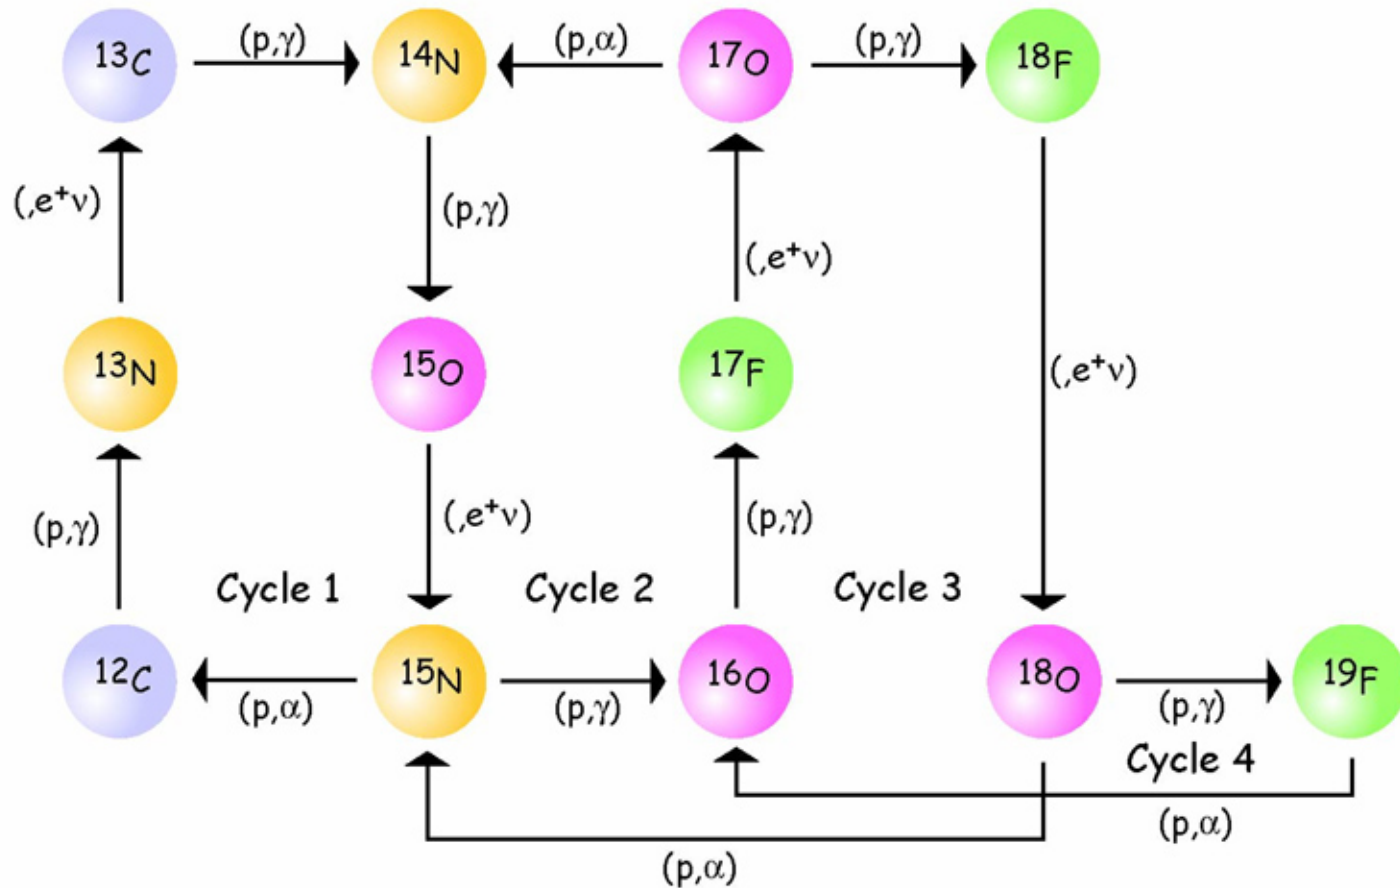 13C
(p,γ)
14N
(p,α)
17O
(p,γ)
18F
(,e+ν)
(p,γ)
(,e+ν)
13N
15O
17F
(,e+ν)
(p,γ)
(,e+ν)
(p,γ)
Cycle 1
Cycle 2
Cycle 3
12C
(p,α)
15N
(p,γ)
16O
18O
(p,γ)
19F
Cycle 4
(p,α)
(p,α)